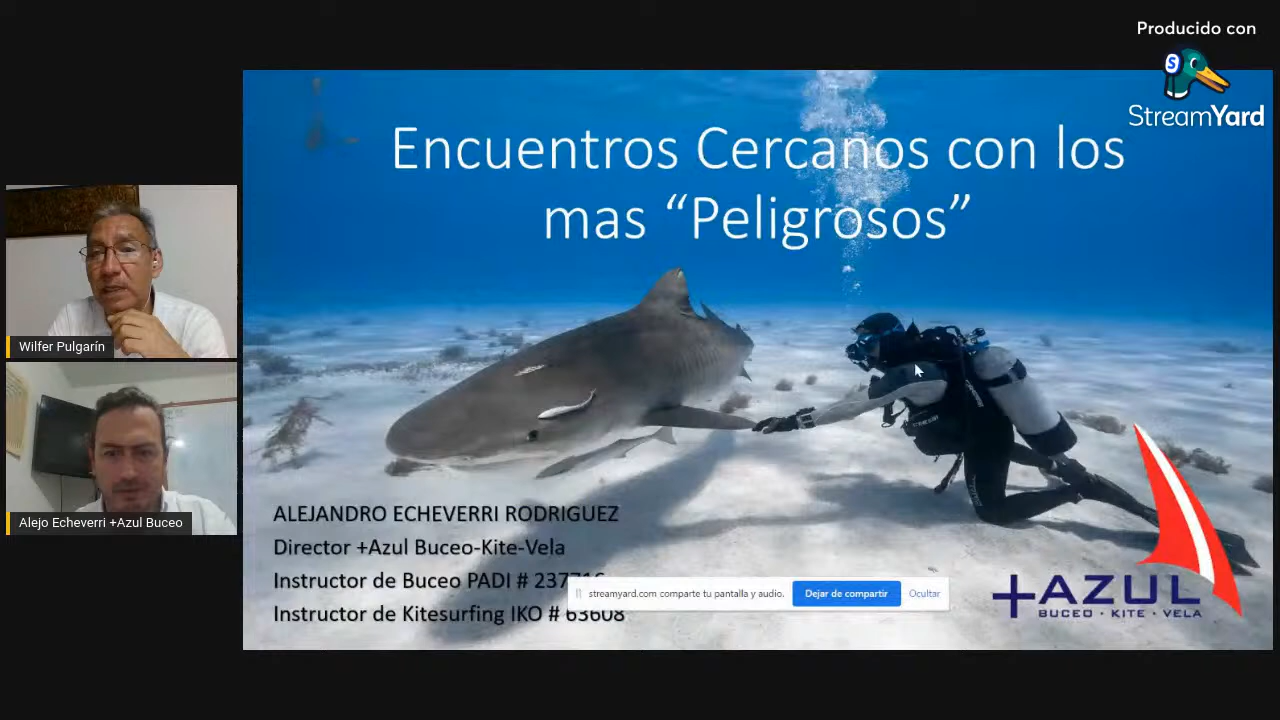 Producido con
StreamYard
Encuentros Cercanos con los
mas “Peligrosos”
Wilfer Pulgarín
Alejo Echeverri +Azul Buceo
ALEJANDRO ECHEVERRI RODRIGUEZ
Director +Azul Buceo-Kite-Vela
Instructor de Buceo PADI # 237716
Instructor de Kitesurfing IKO # 63608
streamyard.com comparte tu pantalla y audio.
Dejar de compartir
Ocultar
+AZUL
BUCEO · KITE · VELA